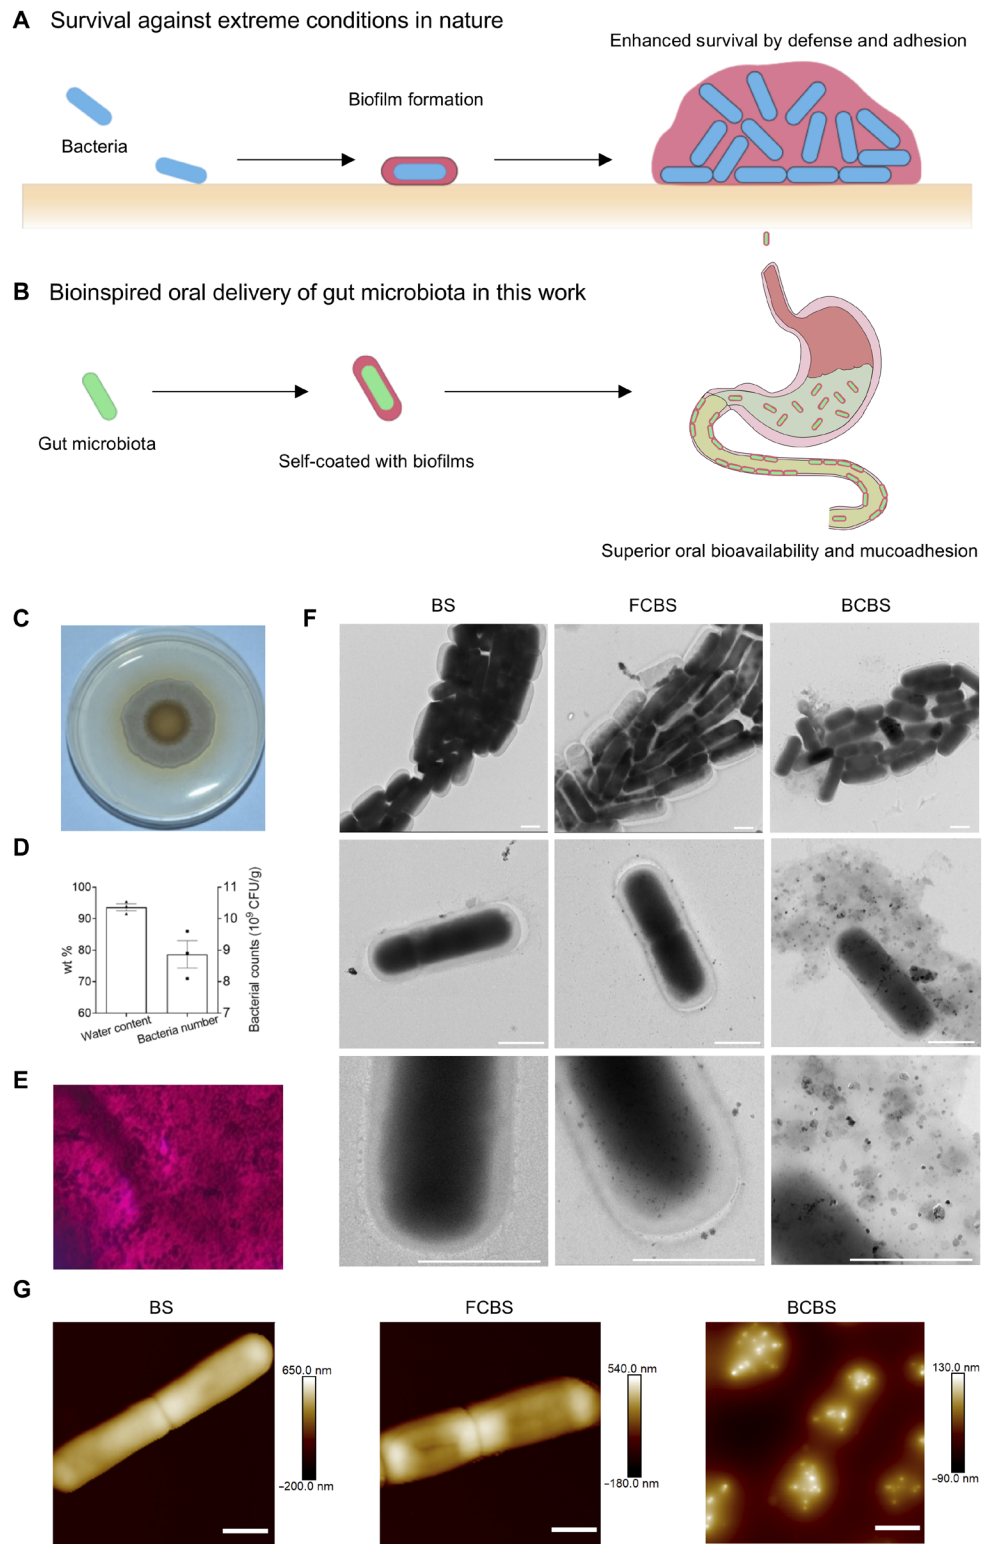 A Survival against extreme conditions in nature
Enhanced survival by defense and adhesion
Biofilm formation
Bacteria
B Bioinspired oral delivery of gut microbiota in this work
Gut microbiota
Self-coated with biofilms
Superior oral bioavailability and mucoadhesion
C
D
100
90
80
70
60
wt %
11
10
9
8
7
Bacterial counts (10⁹ CFU/g)
Water content
Bacteria number
E
F
BS
FCBS
BCBS
G
BS
FCBS
BCBS
650.0 nm
−200.0 nm
540.0 nm
−180.0 nm
130.0 nm
−90.0 nm